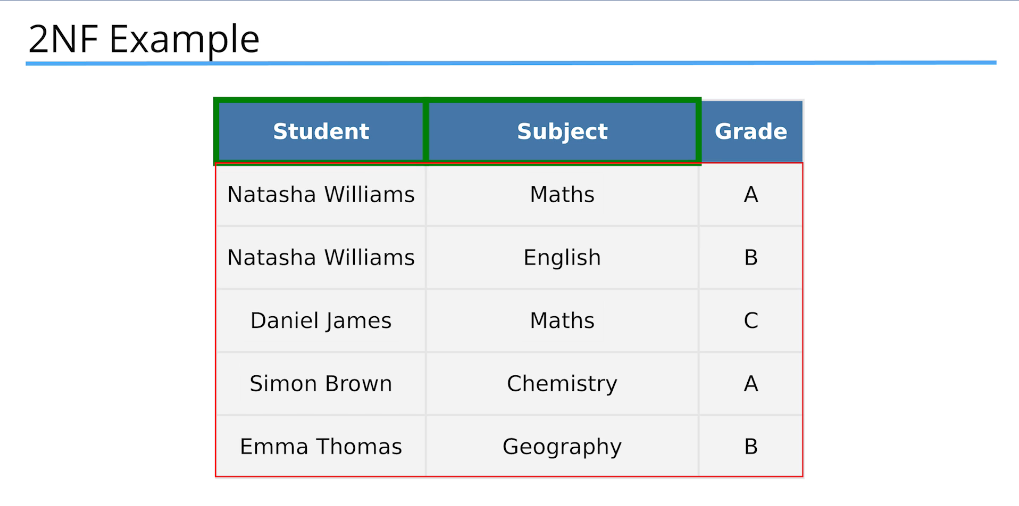 2NF Example
Student Subject Grade
Natasha Williams Maths A
Natasha Williams English B
Daniel James Maths C
Simon Brown Chemistry A
Emma Thomas Geography B